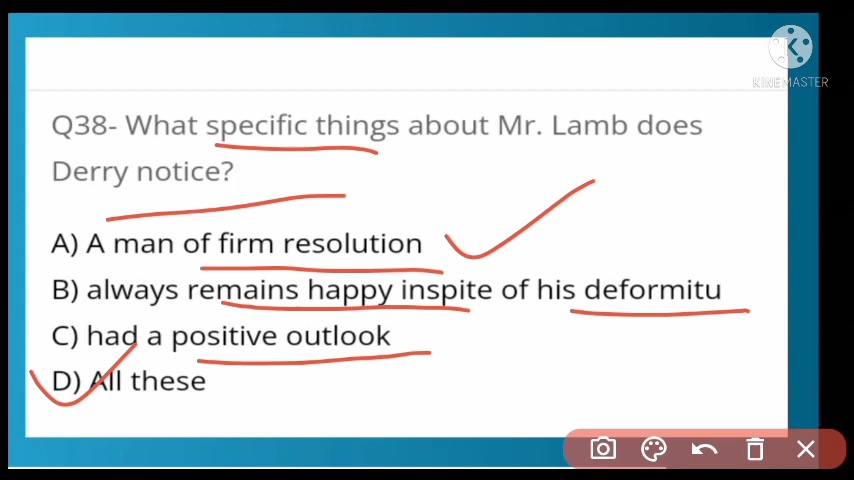 KINEMASTER
Q38- What specific things about Mr. Lamb does
Derry notice?
A) A man of firm resolution
B) always remains happy inspite of his deformitu
C) had a positive outlook
D) All these